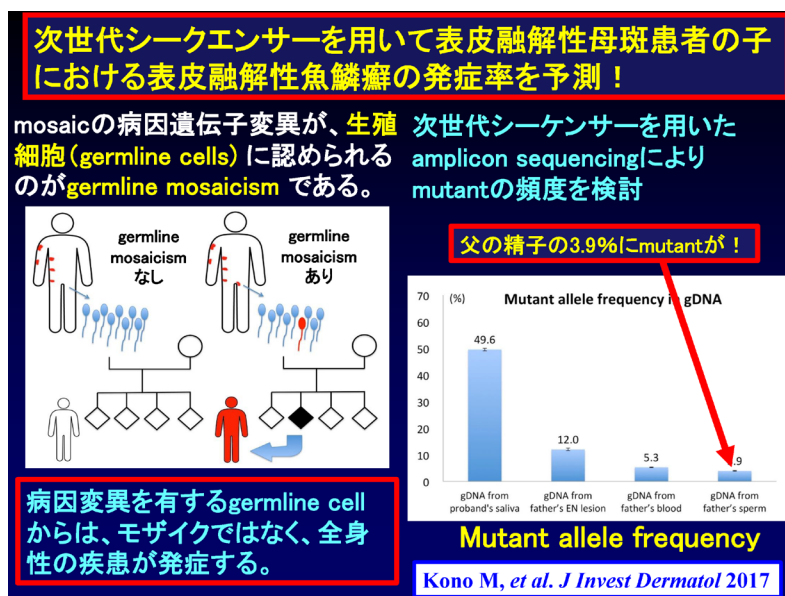 次世代シークエンサーを用いて表皮融解性母斑患者の子
における表皮融解性魚鱗癬の発症率を予測！
mosaicの病因遺伝子変異が、生殖
細胞（germline cells）に認められる
のがgermline mosaicism である。
germline
mosaicism
なし
germline
mosaicism
あり
病因変異を有するgermline cell
からは、モザイクではなく、全身
性の疾患が発症する。
次世代シーケンサーを用いた
amplicon sequencingにより
mutantの頻度を検討
父の精子の3.9%にmutantが！
(%)
Mutant allele frequency in gDNA
70
60
50
40
30
20
10
0
49.6
12.0
5.3
.9
gDNA from
proband's saliva
gDNA from
father's EN lesion
gDNA from
father's blood
gDNA from
father's sperm
Mutant allele frequency
Kono M, et al. J Invest Dermatol 2017